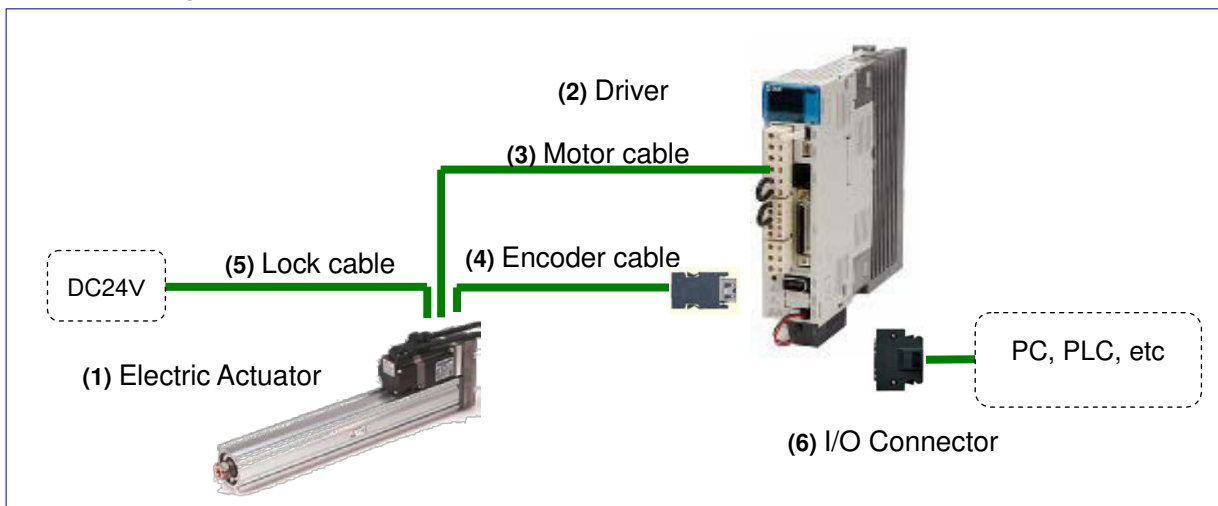 (2) Driver
(3) Motor cable
(5) Lock cable
(4) Encoder cable
DC24V
PC, PLC, etc
(1) Electric Actuator
(6) I/O Connector